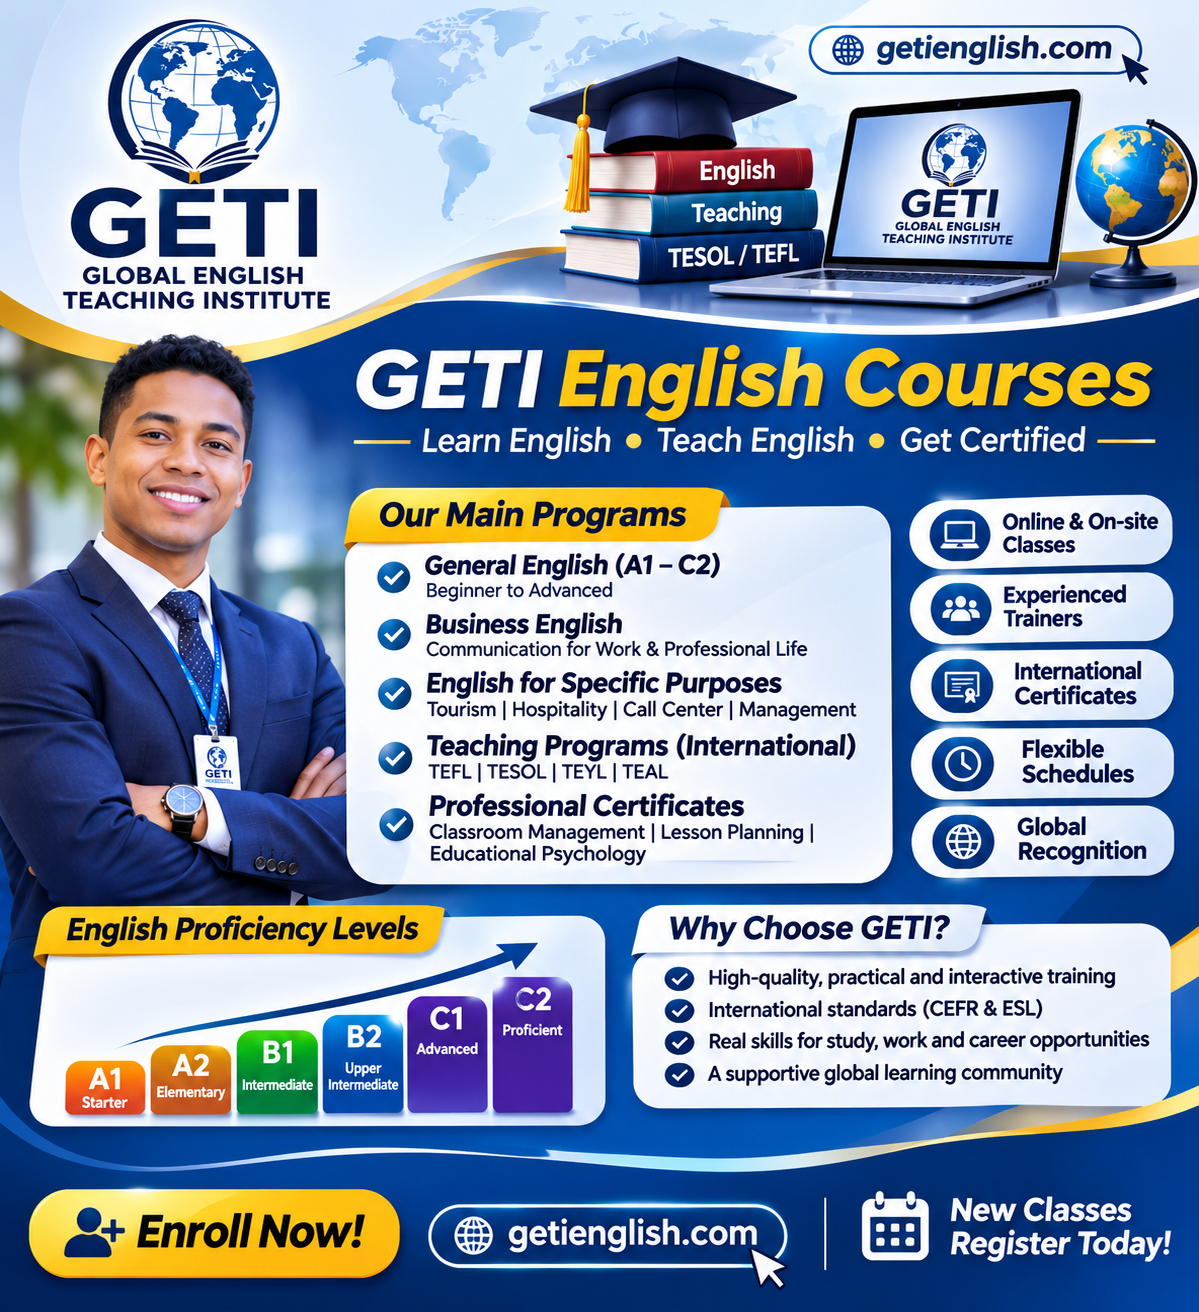 GETI
GLOBAL ENGLISH
TEACHING INSTITUTE
getienglish.com
English
Teaching
TESOL / TEFL
GETI
GLOBAL ENGLISH
TEACHING INSTITUTE
GETI English Courses
Learn English • Teach English • Get Certified
Our Main Programs
General English (A1 – C2)
Beginner to Advanced
Business English
Communication for Work & Professional Life
English for Specific Purposes
Tourism | Hospitality | Call Center | Management
Teaching Programs (International)
TEFL | TESOL | TEYL | TEAL
Professional Certificates
Classroom Management | Lesson Planning |
Educational Psychology
Online & On-site
Classes
Experienced
Trainers
International
Certificates
Flexible
Schedules
Global
Recognition
GETI
English Proficiency Levels
A1
Starter
A2
Elementary
B1
Intermediate
B2
Upper
Intermediate
C1
Advanced
C2
Proficient
Why Choose GETI?
High-quality, practical and interactive training
International standards (CEFR & ESL)
Real skills for study, work and career opportunities
A supportive global learning community
Enroll Now!
getienglish.com
New Classes
Register Today!